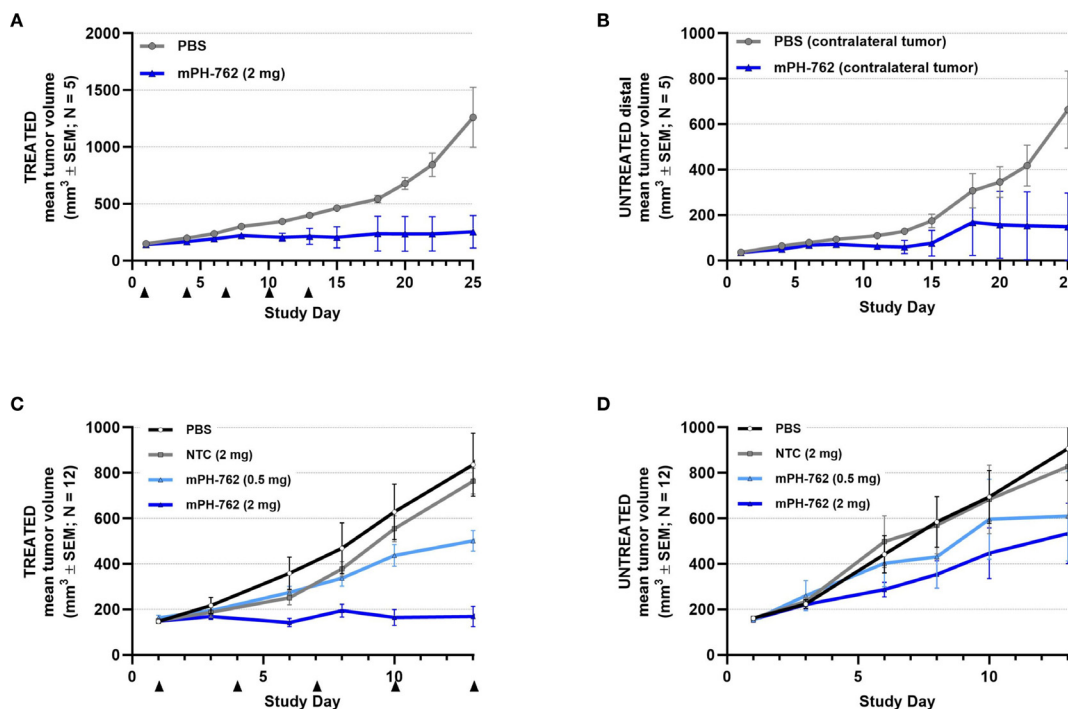 A
TREATED
mean tumor volume
(mm³ ± SEM; N = 5)
2000
1500
1000
500
0
PBS
mPH-762 (2 mg)
0 5 10 15 20 25
Study Day
B
UNTREATED distal
mean tumor volume
(mm³ ± SEM; N = 5)
1000
800
600
400
200
0
PBS (contralateral tumor)
mPH-762 (contralateral tumor)
0 5 10 15 20
Study Day
C
TREATED
mean tumor volume
(mm³ ± SEM; N = 12)
1000
800
600
400
200
0
PBS
NTC (2 mg)
mPH-762 (0.5 mg)
mPH-762 (2 mg)
0 5 10
Study Day
D
UNTREATED
mean tumor volume
(mm³ ± SEM; N = 12)
1000
800
600
400
200
0
PBS
NTC (2 mg)
mPH-762 (0.5 mg)
mPH-762 (2 mg)
0 5 10
Study Day